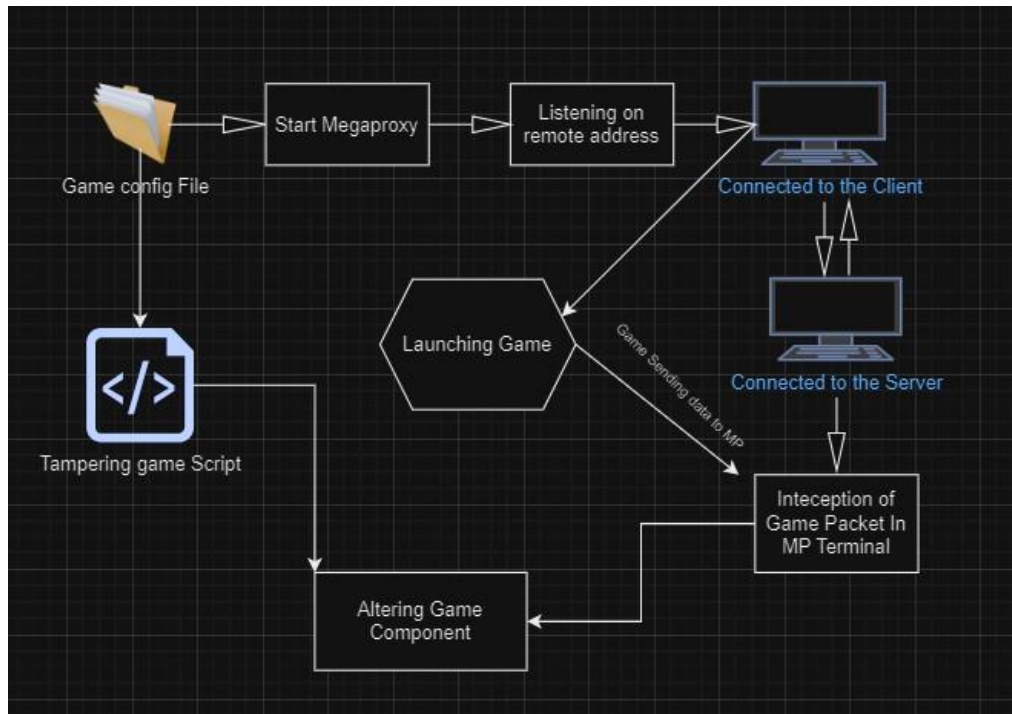 Start Megaproxy
Listening on
remote address
Game config File
Connected to the Client
Launching Game
Game Sending data to MP
Connected to the Server
</>
Tampering game Script
Inteception of
Game Packet In
MP Terminal
Altering Game
Component